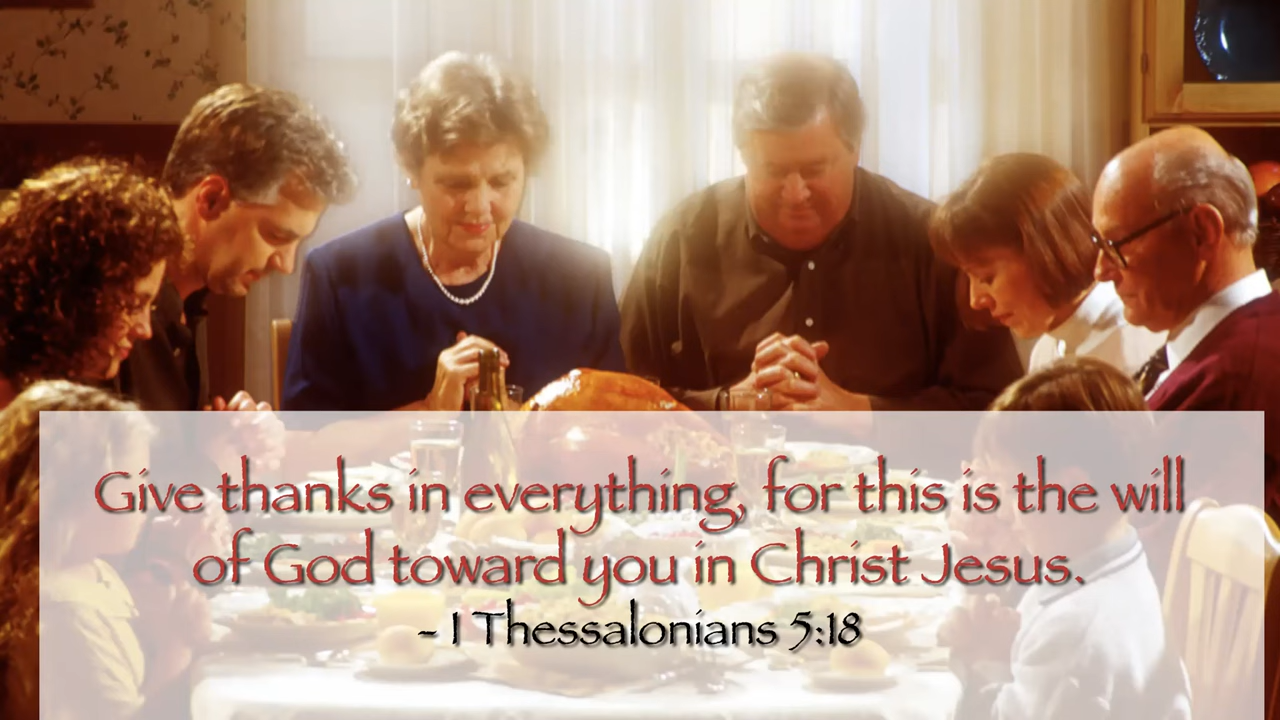 Give thanks in everything, for this is the will
of God toward you in Christ Jesus.
- 1 Thessalonians 5:18